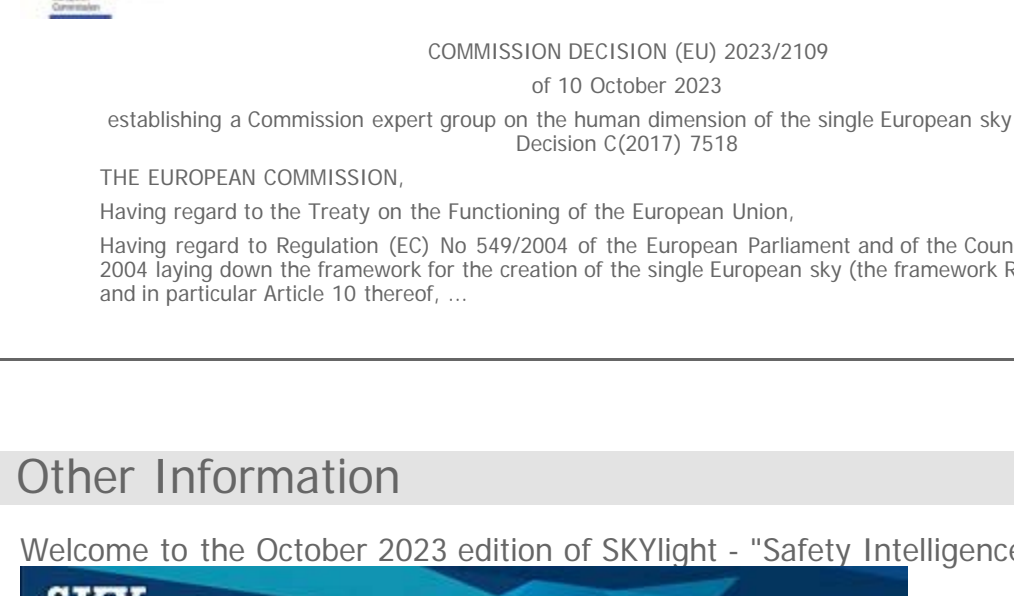 Commission
COMMISSION DECISION (EU) 2023/2109
of 10 October 2023
establishing a Commission expert group on the human dimension of the single European sky
Decision C(2017) 7518
THE EUROPEAN COMMISSION,
Having regard to the Treaty on the Functioning of the European Union,
Having regard to Regulation (EC) No 549/2004 of the European Parliament and of the Coun
2004 laying down the framework for the creation of the single European sky (the framework R
and in particular Article 10 thereof, ...
Other Information
Welcome to the October 2023 edition of SKYlight - "Safety Intelligence